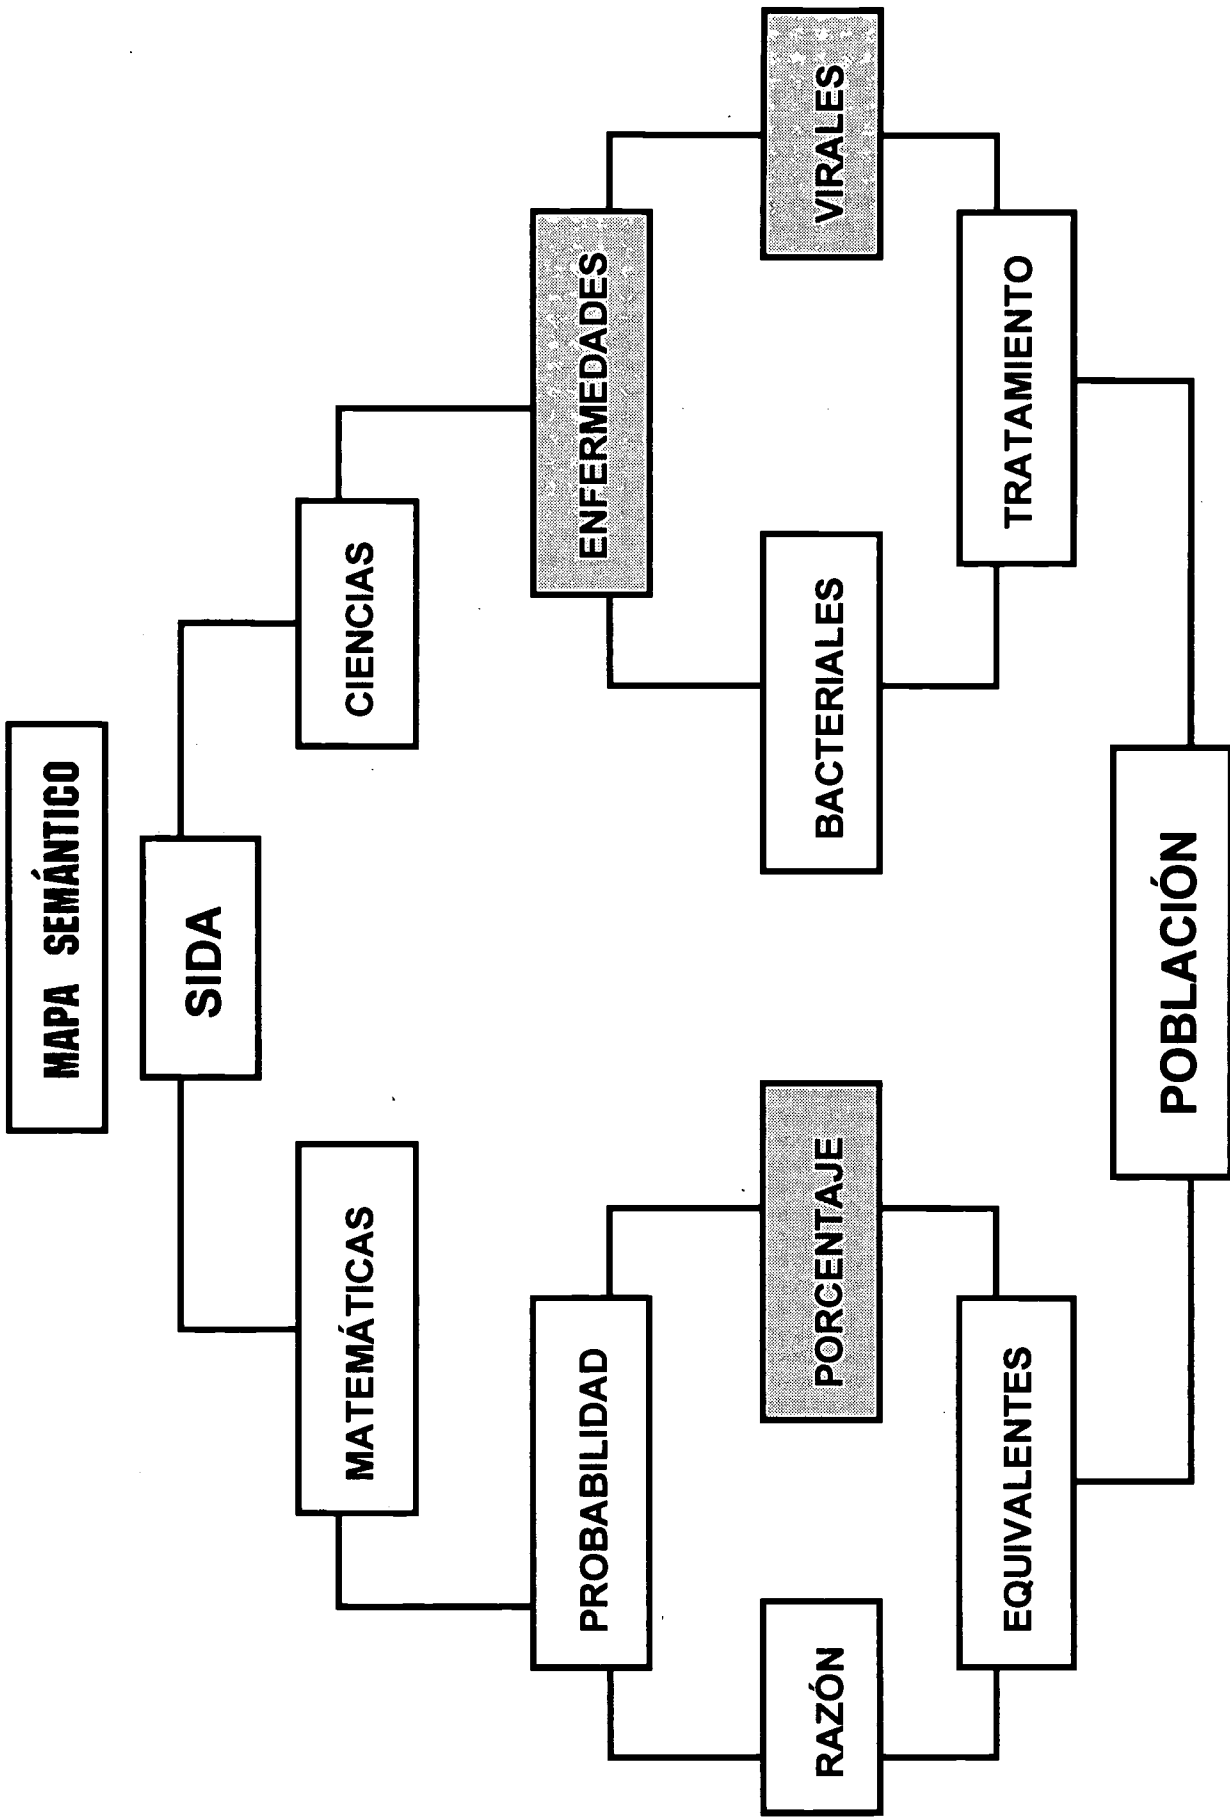 MAPA SEMÁNTICO
SIDA
MATEMÁTICAS
CIENCIAS
PROBABILIDAD
ENFERMEDADES
RAZÓN
PORCENTAJE
BACTERIALES
VIRALES
EQUIVALENTES
TRATAMIENTO
POBLACIÓN